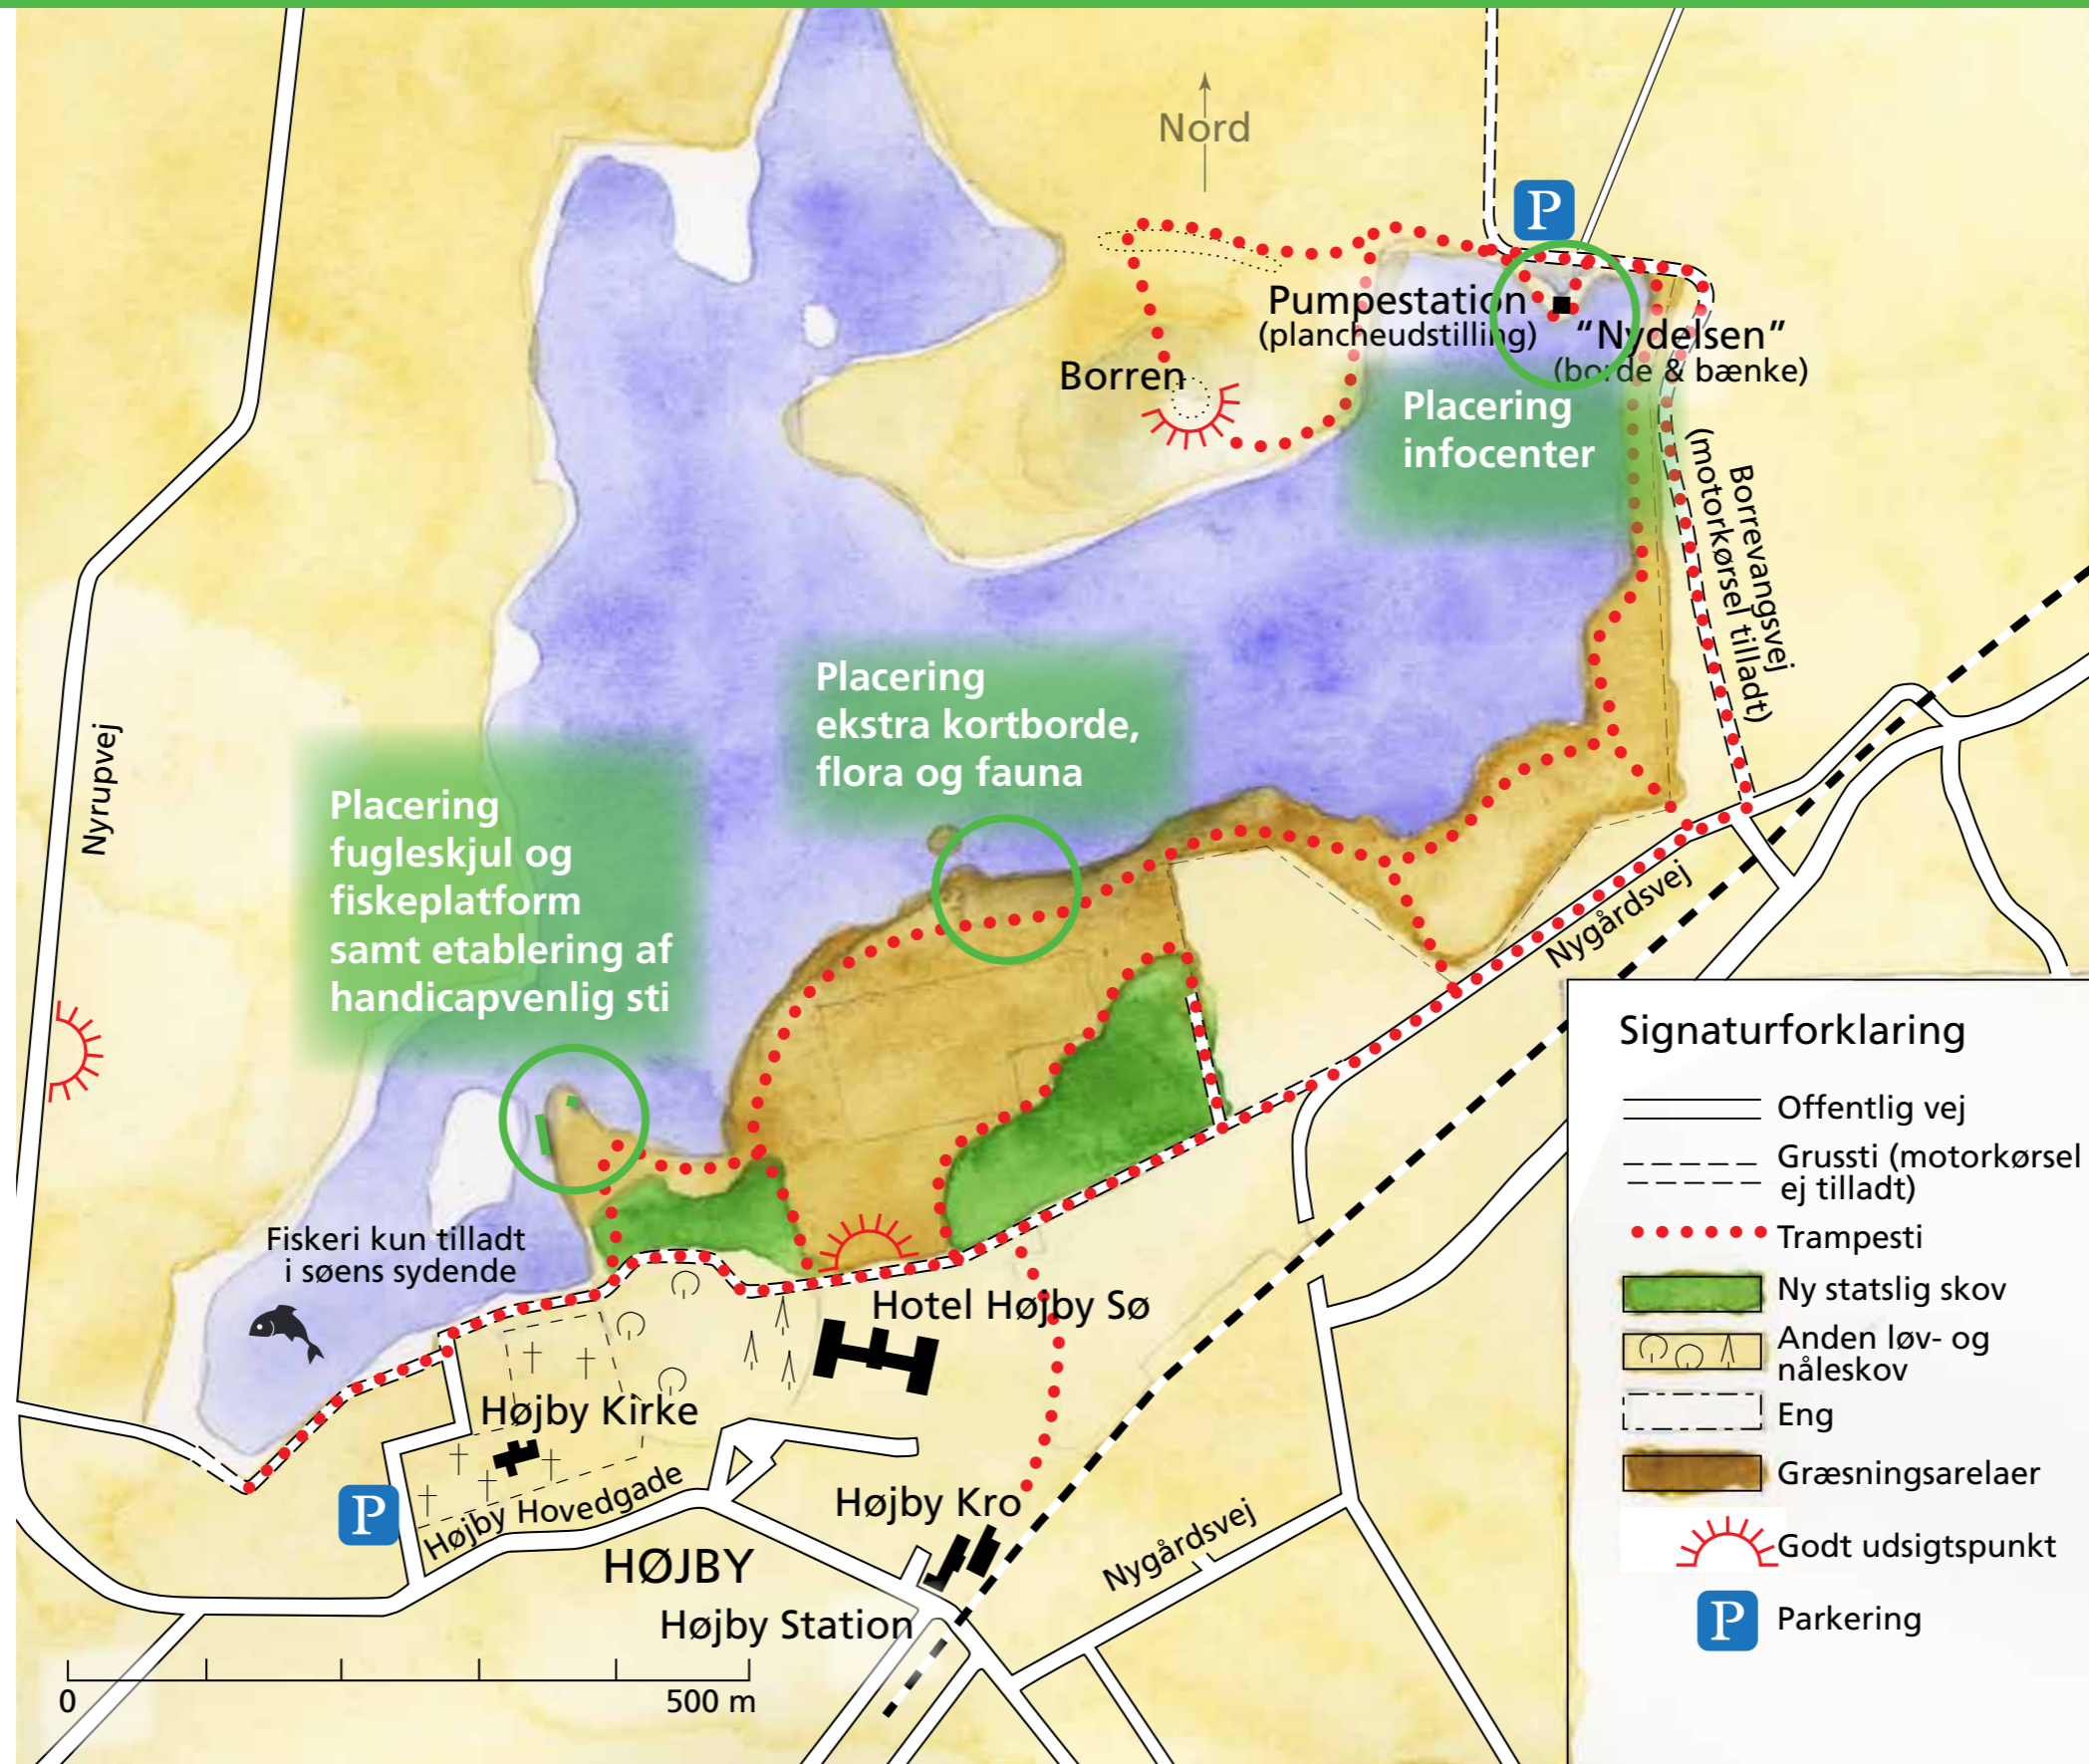 Nord
P
Pumpestation
(plancheudstilling)
"Nydelsen"
(borde & bænke)
Borren
Placering
infocenter
Borrevangsvej
(motorkørsel tilladt)
Placering
ekstra kortborde,
flora og fauna
Nyrupvej
Placering
fugleskjul og
fiskeplatform
samt etablering af
handicapvenlig sti
Nygårdsvej
Fiskeri kun tilladt
i søens sydende
Hotel Højby Sø
Højby Kirke
P
Højby Hovedgade
Højby Kro
HØJBY
Højby Station
Nygårdsvej
0
500 m
Signaturforklaring
Offentlig vej
Grussti (motorkørsel
ej tilladt)
Trampesti
Ny statslig skov
Anden løv- og
nåleskov
Eng
Græsningsarelaer
Godt udsigtspunkt
P
Parkering